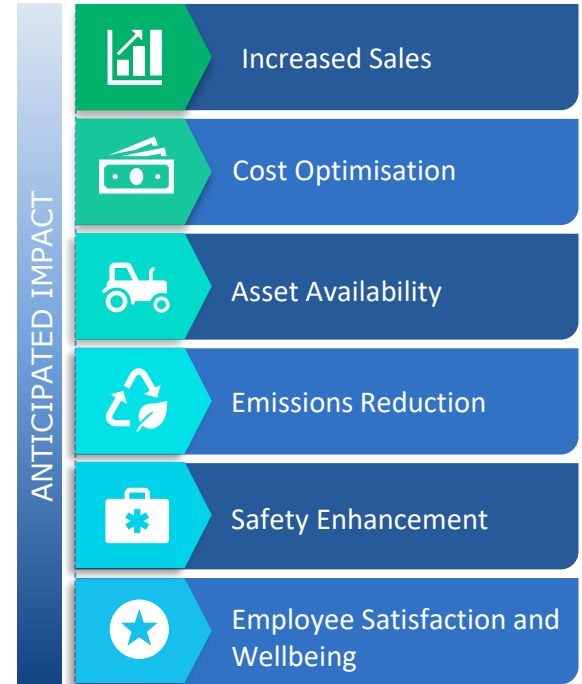 ANTICIPATED IMPACT
Increased Sales
Cost Optimisation
Asset Availability
Emissions Reduction
Safety Enhancement
Employee Satisfaction and
Wellbeing